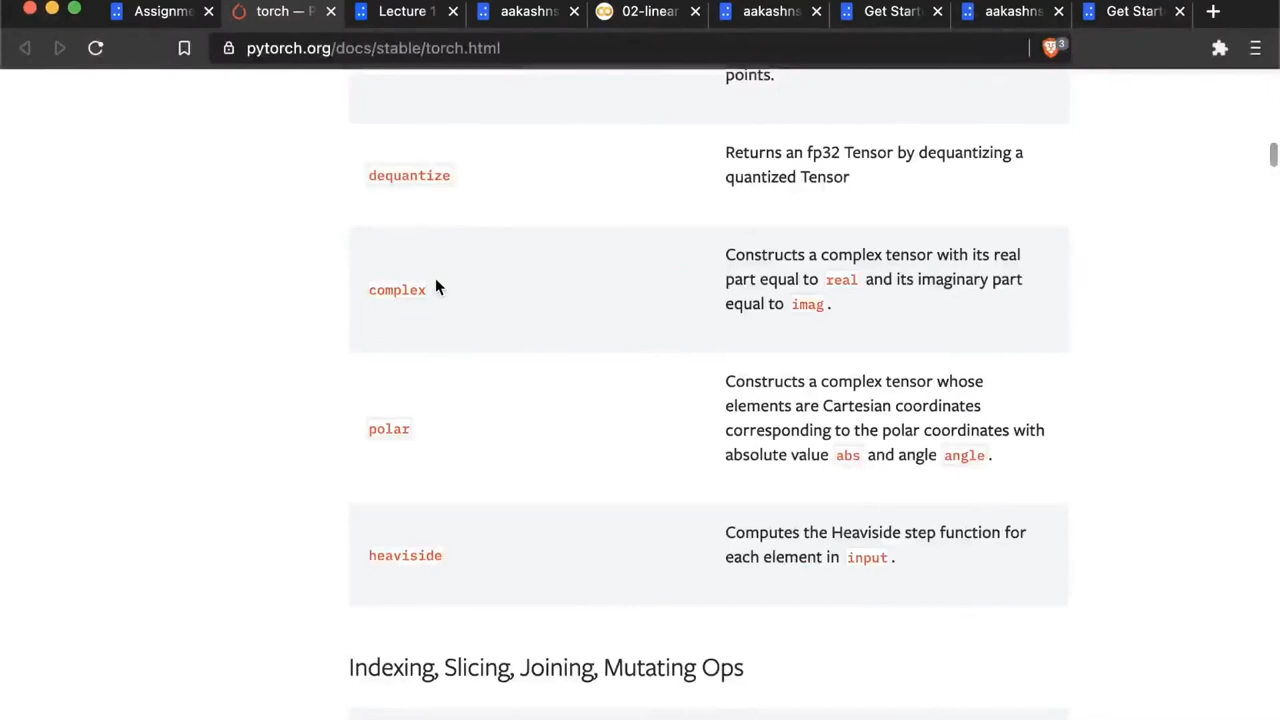 Assignme
torch — P
Lecture 1
aakashns
02-linear
aakashns
Get Starte
aakashns
Get Starte
pytorch.org/docs/stable/torch.html
3
points.
dequantize
Returns an fp32 Tensor by dequantizing a
quantized Tensor
complex
Constructs a complex tensor with its real
part equal to real and its imaginary part
equal to imag .
polar
Constructs a complex tensor whose
elements are Cartesian coordinates
corresponding to the polar coordinates with
absolute value abs and angle angle .
heaviside
Computes the Heaviside step function for
each element in input .
Indexing, Slicing, Joining, Mutating Ops